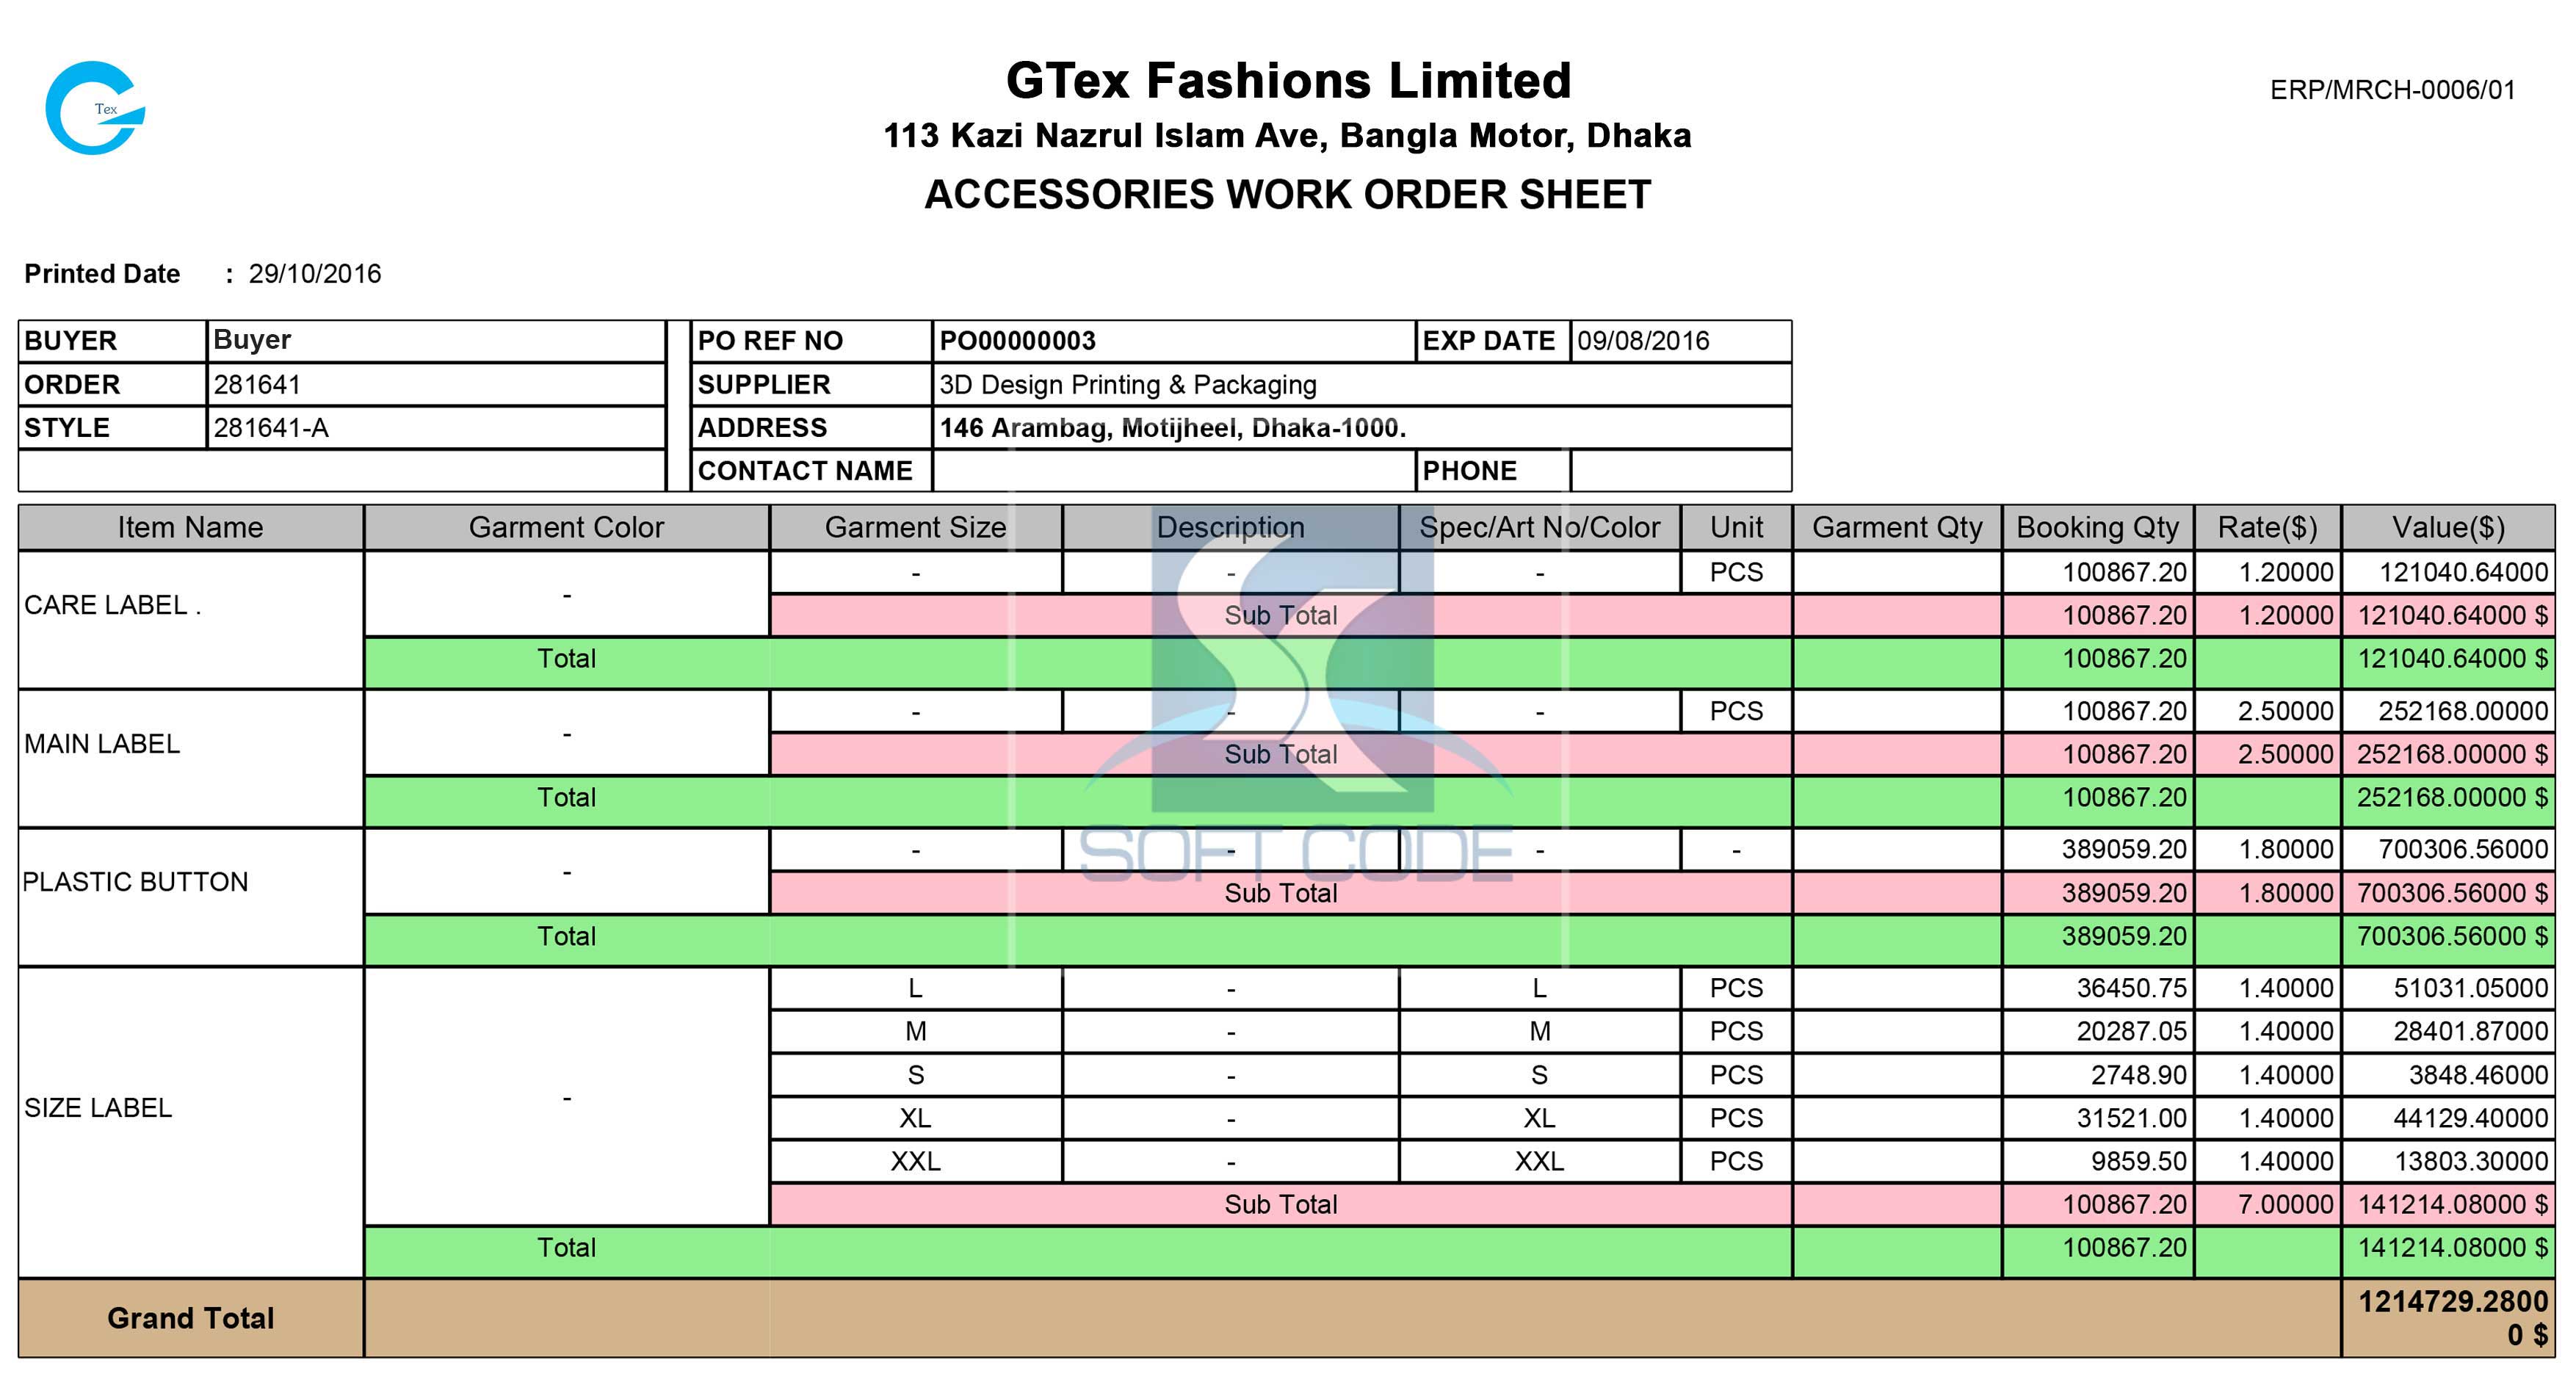 Tex
GTex Fashions Limited
ERP/MRCH-0006/01
113 Kazi Nazrul Islam Ave, Bangla Motor, Dhaka
ACCESSORIES WORK ORDER SHEET
Printed Date : 29/10/2016
BUYER Buyer PO REF NO PO00000003 EXP DATE 09/08/2016
ORDER 281641 SUPPLIER 3D Design Printing & Packaging
STYLE 281641-A ADDRESS 146 Arambag, Motijheel, Dhaka-1000.
CONTACT NAME PHONE
Item Name Garment Color Garment Size Description Spec/Art No/Color Unit Garment Qty Booking Qty Rate($) Value($)
CARE LABEL . - - - - PCS 100867.20 1.20000 121040.64000
Sub Total 100867.20 1.20000 121040.64000 $
Total 100867.20 121040.64000 $
MAIN LABEL - - - - PCS 100867.20 2.50000 252168.00000
Sub Total 100867.20 2.50000 252168.00000 $
Total 100867.20 252168.00000 $
PLASTIC BUTTON - - - - - 389059.20 1.80000 700306.56000
Sub Total 389059.20 1.80000 700306.56000 $
Total 389059.20 700306.56000 $
SOFT CODE
SIZE LABEL - L - L PCS 36450.75 1.40000 51031.05000
M - M PCS 20287.05 1.40000 28401.87000
S - S PCS 2748.90 1.40000 3848.46000
XL - XL PCS 31521.00 1.40000 44129.40000
XXL - XXL PCS 9859.50 1.40000 13803.30000
Sub Total 100867.20 7.00000 141214.08000 $
Total 100867.20 141214.08000 $
Grand Total 1214729.2800
0 $